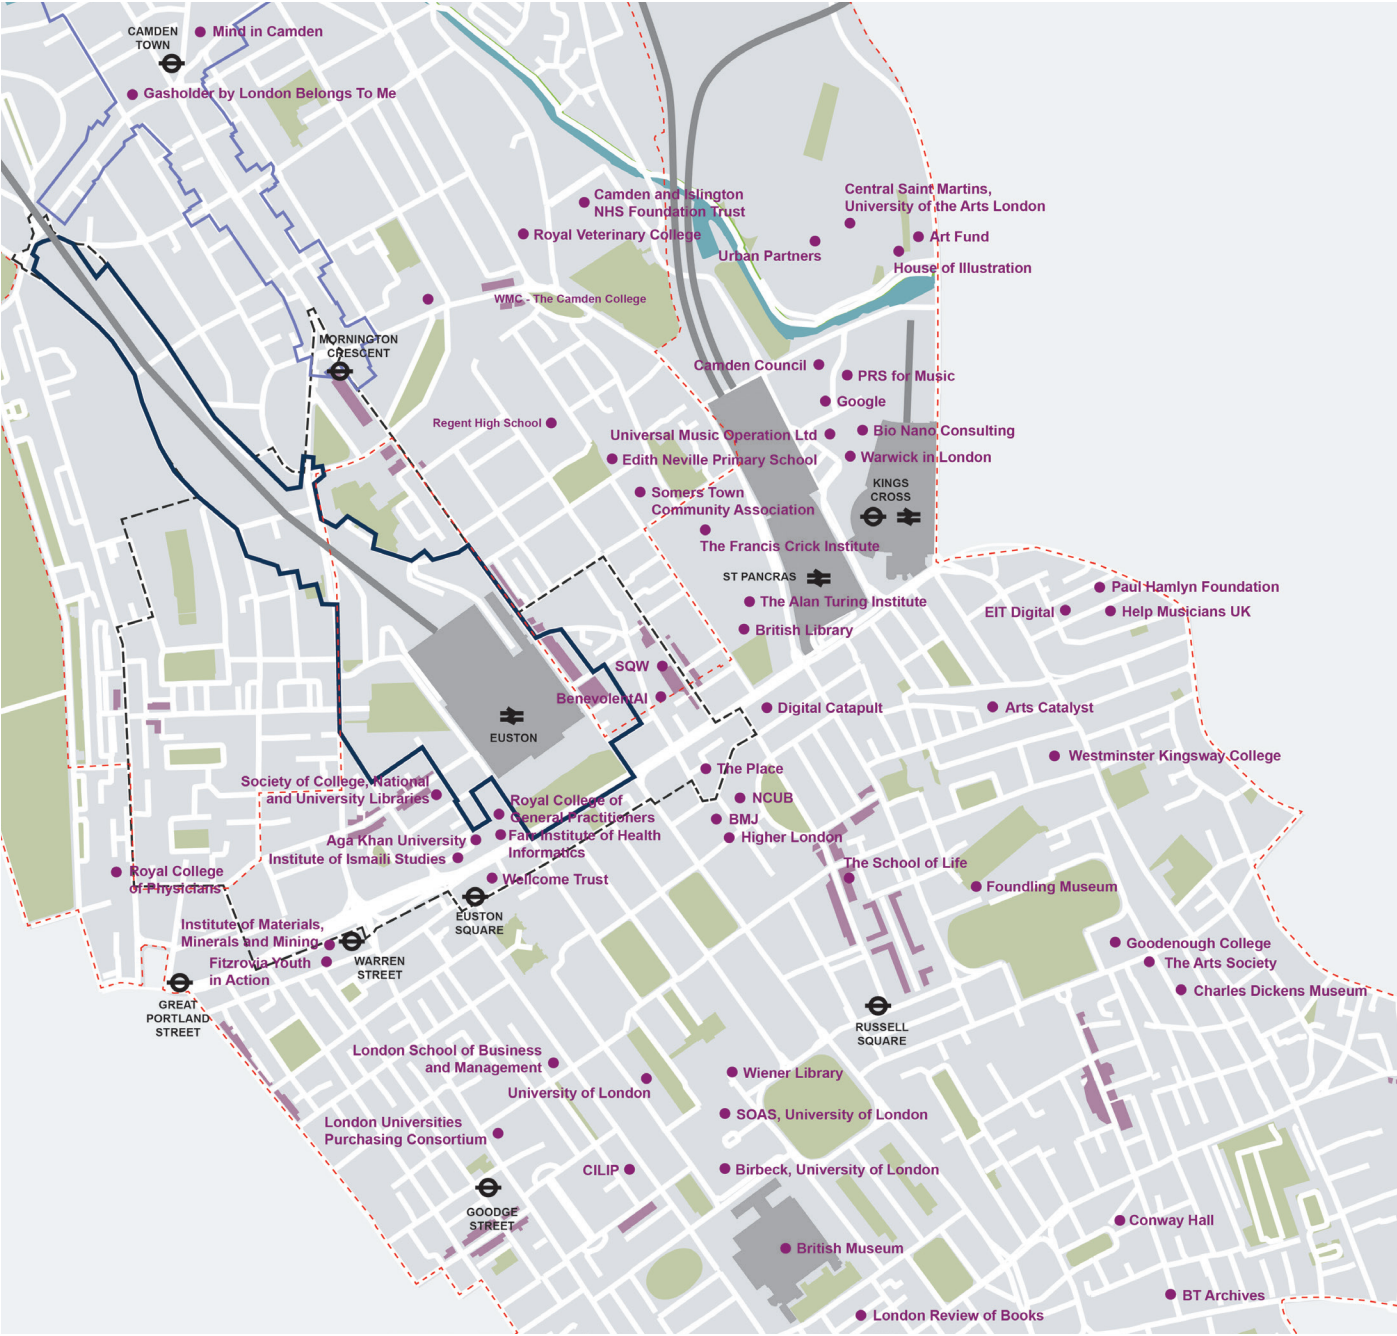 Mind in Camden
CAMDEN
TOWN
Gasholder by London Belongs To Me
Camden and Islington
NHS Foundation Trust
Central Saint Martins,
University of the Arts London
Royal Veterinary College
Art Fund
Urban Partners
House of Illustration
WMC - The Camden College
MORNINGTON
CRESCENT
Camden Council
PRS for Music
Google
Regent High School
Universal Music Operation Ltd
Bio Nano Consulting
Edith Neville Primary School
Warwick in London
KINGS
CROSS
Somers Town
Community Association
The Francis Crick Institute
ST PANCRAS
Paul Hamlyn Foundation
The Alan Turing Institute
EIT Digital
Help Musicians UK
British Library
SQW
BenevolentAI
Digital Catapult
Arts Catalyst
EUSTON
Westminster Kingsway College
The Place
Society of College, National
and University Libraries
NCUB
Royal College of
General Practitioners
BMJ
Aga Khan University
Farr Institute of Health
Informatics
Higher London
Institute of Ismaili Studies
The School of Life
Royal College
of Physicians
Wellcome Trust
Foundling Museum
EUSTON
SQUARE
Institute of Materials,
Minerals and Mining
Goodenough College
Fitzrovia Youth
in Action
WARREN
STREET
The Arts Society
Charles Dickens Museum
GREAT
PORTLAND
STREET
RUSSELL
SQUARE
London School of Business
and Management
Wiener Library
University of London
SOAS, University of London
London Universities
Purchasing Consortium
CILIP
Birbeck, University of London
GOODGE
STREET
Conway Hall
British Museum
BT Archives
London Review of Books